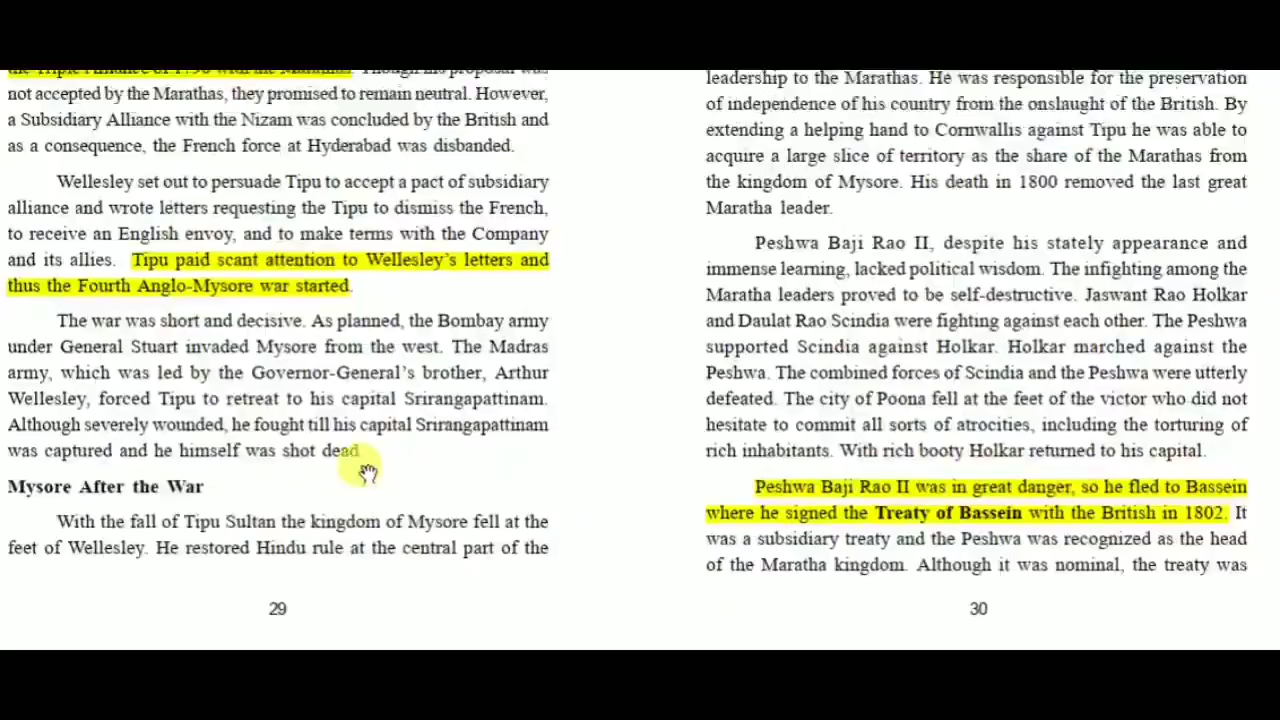 the Triple Alliance of 1790 with the Marathas. Though his proposal was
not accepted by the Marathas, they promised to remain neutral. However,
a Subsidiary Alliance with the Nizam was concluded by the British and
as a consequence, the French force at Hyderabad was disbanded.
Wellesley set out to persuade Tipu to accept a pact of subsidiary
alliance and wrote letters requesting the Tipu to dismiss the French,
to receive an English envoy, and to make terms with the Company
and its allies. Tipu paid scant attention to Wellesley's letters and
thus the Fourth Anglo-Mysore war started.
The war was short and decisive. As planned, the Bombay army
under General Stuart invaded Mysore from the west. The Madras
army, which was led by the Governor-General's brother, Arthur
Wellesley, forced Tipu to retreat to his capital Srirangapattinam.
Although severely wounded, he fought till his capital Srirangapattinam
was captured and he himself was shot dead
Mysore After the War
With the fall of Tipu Sultan the kingdom of Mysore fell at the
feet of Wellesley. He restored Hindu rule at the central part of the
29
leadership to the Marathas. He was responsible for the preservation
of independence of his country from the onslaught of the British. By
extending a helping hand to Cornwallis against Tipu he was able to
acquire a large slice of territory as the share of the Marathas from
the kingdom of Mysore. His death in 1800 removed the last great
Maratha leader.
Peshwa Baji Rao II, despite his stately appearance and
immense learning, lacked political wisdom. The infighting among the
Maratha leaders proved to be self-destructive. Jaswant Rao Holkar
and Daulat Rao Scindia were fighting against each other. The Peshwa
supported Scindia against Holkar. Holkar marched against the
Peshwa. The combined forces of Scindia and the Peshwa were utterly
defeated. The city of Poona fell at the feet of the victor who did not
hesitate to commit all sorts of atrocities, including the torturing of
rich inhabitants. With rich booty Holkar returned to his capital.
Peshwa Baji Rao II was in great danger, so he fled to Bassein
where he signed the Treaty of Bassein with the British in 1802. It
was a subsidiary treaty and the Peshwa was recognized as the head
of the Maratha kingdom. Although it was nominal, the treaty was
30